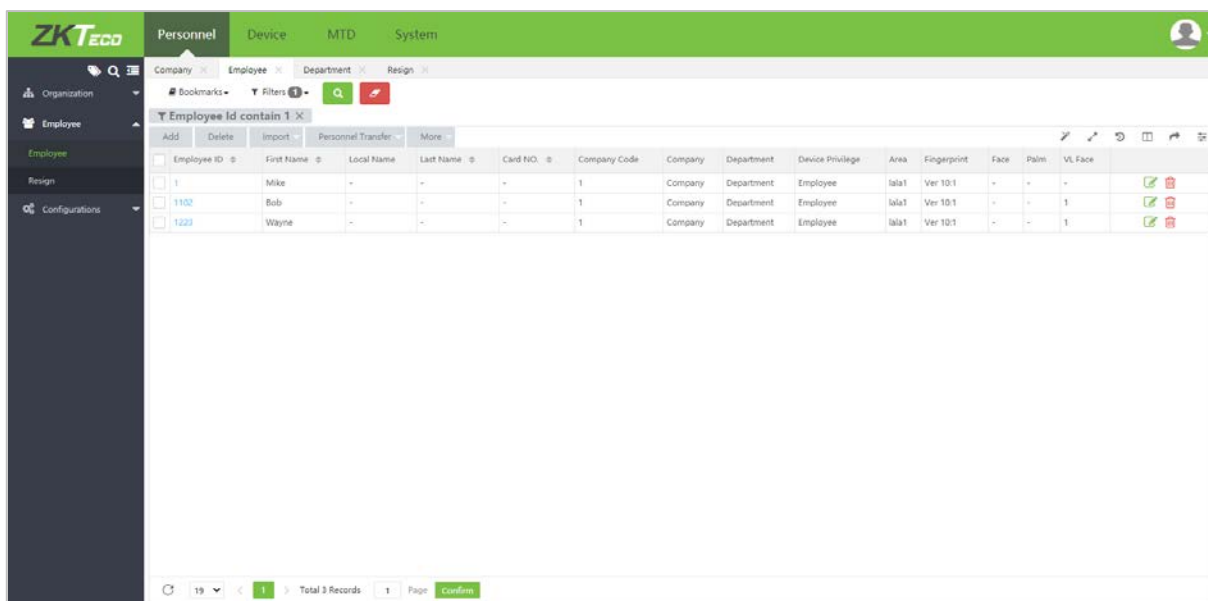 ZKTECO Personnel Device MTD System
Company Employee Department Resign
Organization Bookmarks Filters 1
Employee Employee Id contain 1
Add Delete Import Personnel Transfer More
Employee Employee ID First Name Local Name Last Name Card NO. Company Code Company Department Device Privilege Area Fingerprint Face Palm VL Face
Resign 1 Mike - - - 1 Company Department Employee lala1 Ver 10:1 - - -
Configurations 1102 Bob - - - 1 Company Department Employee lala1 Ver 10:1 - - 1
1223 Wayne - - - 1 Company Department Employee lala1 Ver 10:1 - - 1
19 < 1 > Total 3 Records 1 Page Confirm